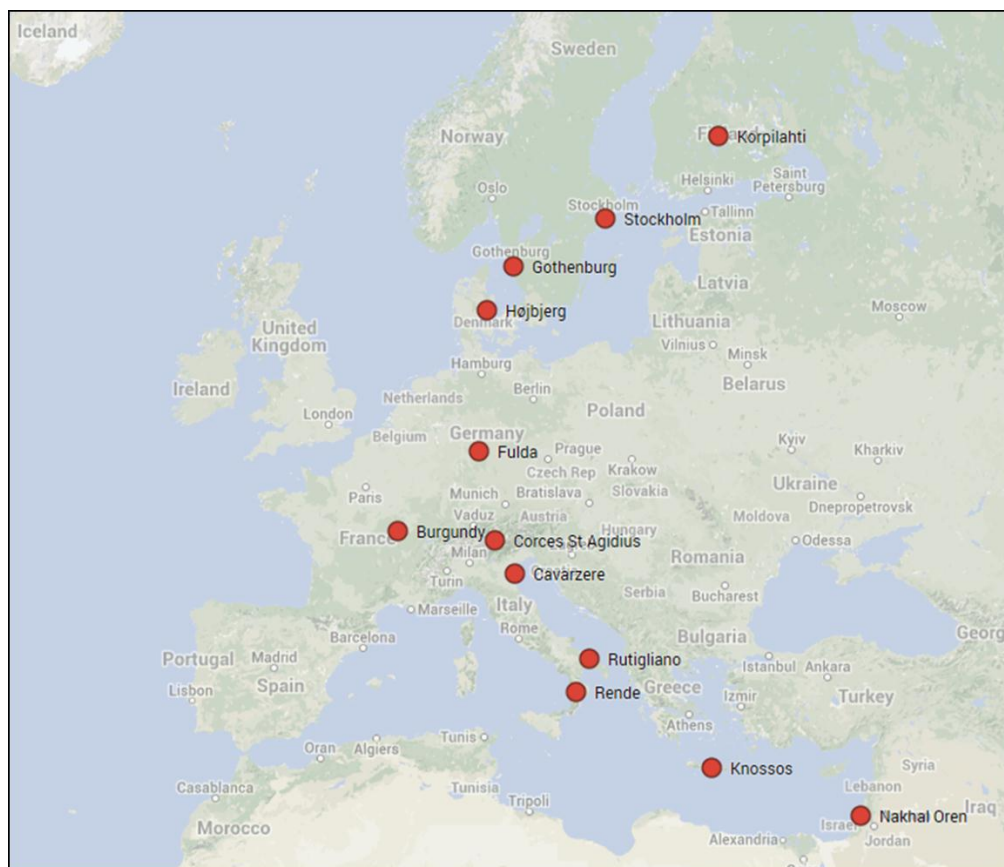 Iceland
Sweden
Norway
Finland
Korpilahti
Helsinki
Saint
Petersburg
Oslo
Stockholm
Stockholm
Tallinn
Estonia
Gothenburg
Gothenburg
Latvia
Højbjerg
Denmark
Moscow
Lithuania
United
Kingdom
Vilnius
Minsk
Hamburg
Belarus
Ireland
Netherlands
Berlin
Poland
London
Belgium
Germany
Kyiv
Fulda
Prague
Kharkiv
Czech Rep
Krakow
Paris
Munich
Bratislava
Slovakia
Ukraine
Dnepropetrovsk
Vaduz
Austria
Moldova
France
Burgundy
Hungary
Corces St Agidius
Odessa
Milan
Romania
Turin
Cavarzere
Croatia
Serbia
Bucharest
Marseille
Italy
Rome
Barcelona
Bulgaria
Georg
Portugal
Madrid
Rutigliano
Istanbul
Ankara
Lisbon
Spain
Rende
Greece
Izmir
Turkey
Athens
Tunis
Oran
Algiers
Knossos
Syria
Casablanca
Tunisia
Lebanon
Tripoli
Iraq
Nakhal Oren
Morocco
Israel
Alexandria
Jordan